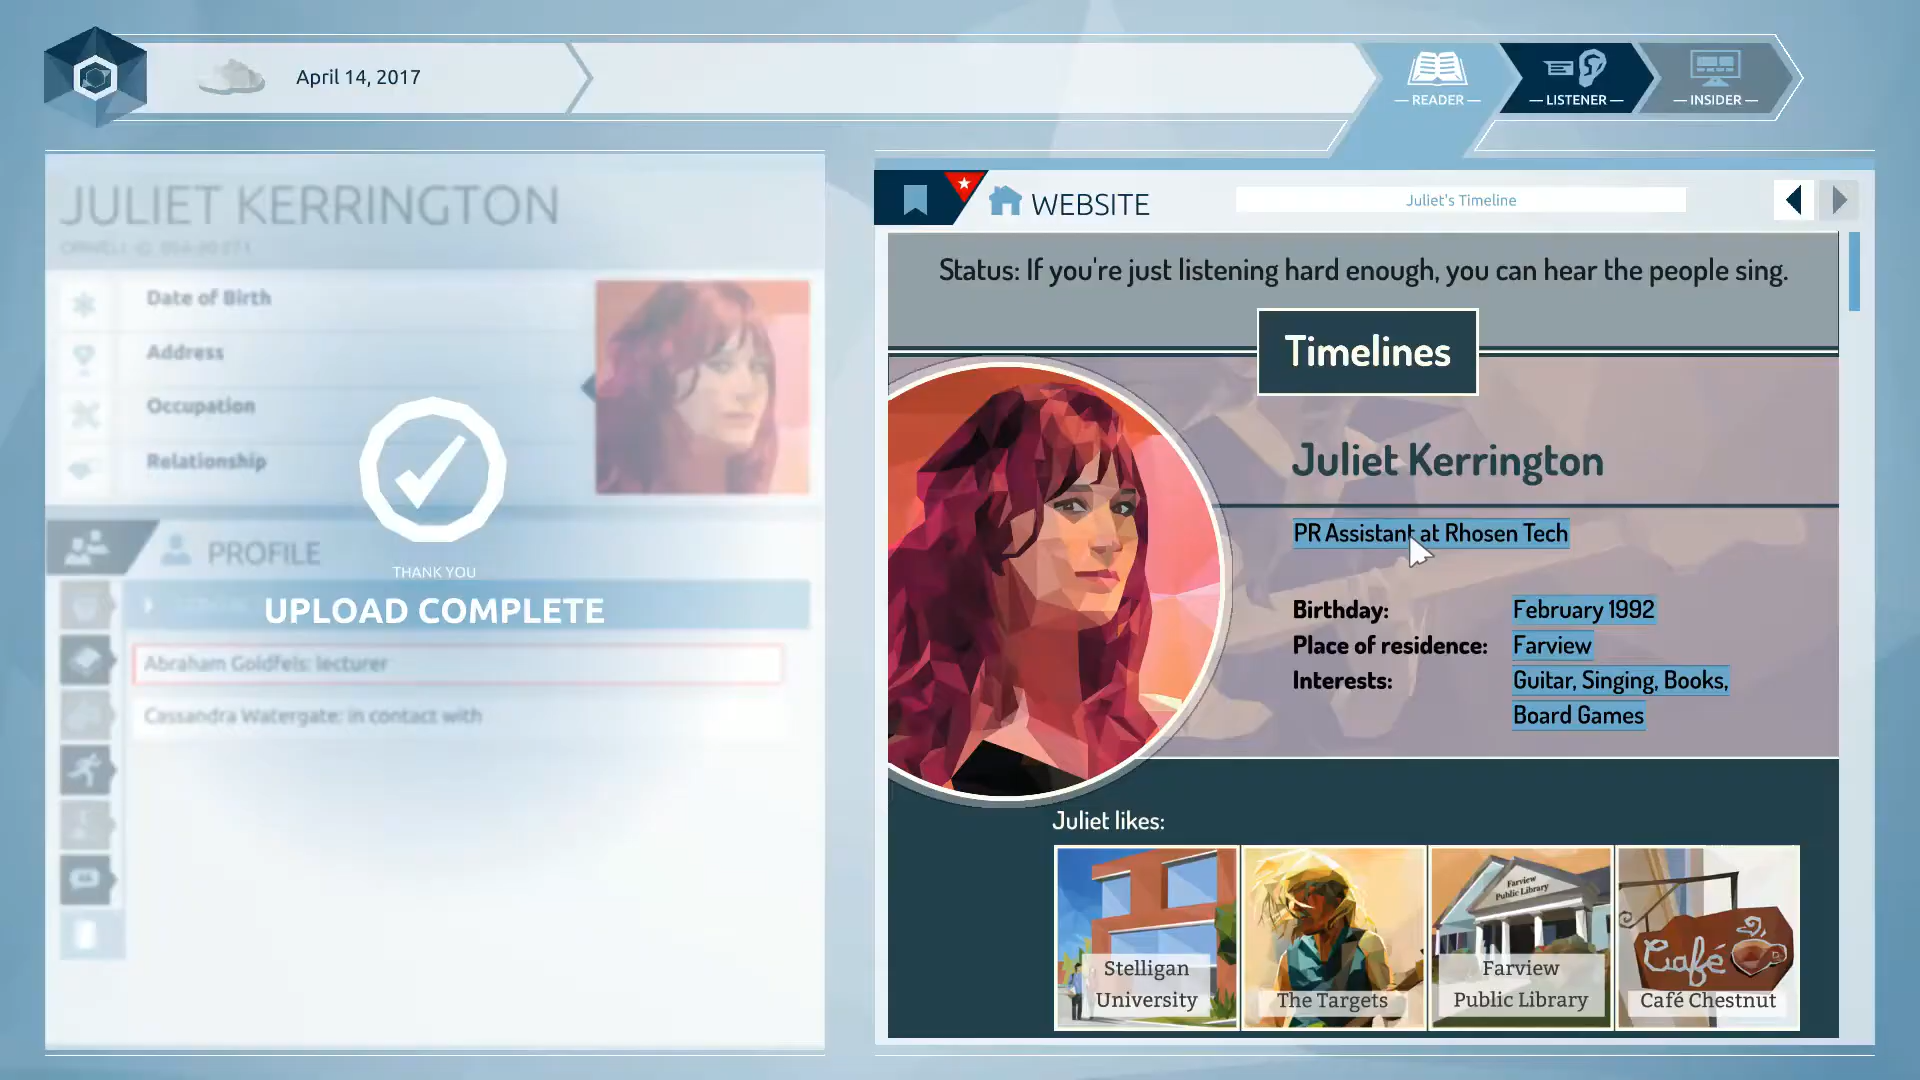 April 14, 2017
READER
LISTENER
INSIDER
JULIET KERRINGTON
Date of Birth
Address
Occupation
Relationship
PROFILE
THANK YOU
UPLOAD COMPLETE
Abraham Goldfels: lecturer
Cassandra Watergate: in contact with
WEBSITE
Juliet's Timeline
Status: If you're just listening hard enough, you can hear the people sing.
Timelines
Juliet Kerrington
PR Assistant at Rhosen Tech
Birthday: February 1992
Place of residence: Farview
Interests: Guitar, Singing, Books,
Board Games
Juliet likes:
Farview
Public Library
Café
Stelligan
University
The Targets
Farview
Public Library
Café Chestnut